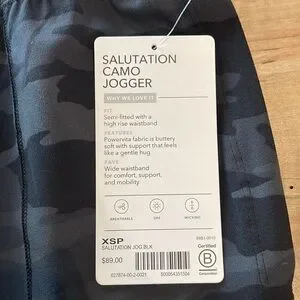 SALUTATION
CAMO
JOGGER
WHY WE LOVE IT
FIT
Semi-fitted with a
high rise waistband
FEATURES
Powervita fabric is buttery
soft with support that feels
like a gentle hug
FAVE
Wide waistband
for comfort, support,
and mobility
BREATHABLE
WICKING
XSP
SALUTATION JOG BLK
$89.00
Certified
B
Corporation